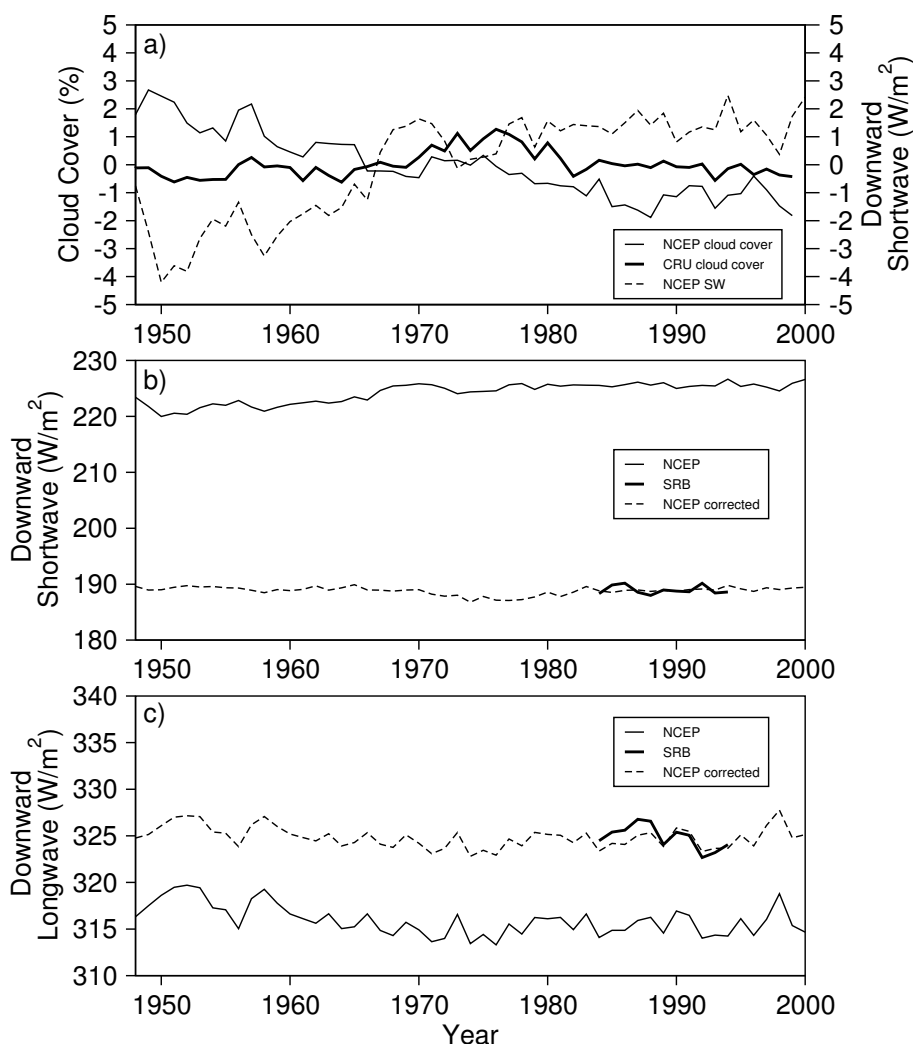 a)
Cloud Cover (%)
5
4
3
2
1
0
-1
-2
-3
-4
-5
Downward
Shortwave (W/m²)
5
4
3
2
1
0
-1
-2
-3
-4
-5
NCEP cloud cover
CRU cloud cover
NCEP SW
1950 1960 1970 1980 1990 2000
b)
Downward
Shortwave (W/m²)
230
220
210
200
190
180
NCEP
SRB
NCEP corrected
1950 1960 1970 1980 1990 2000
c)
Downward
Longwave (W/m²)
340
335
330
325
320
315
310
NCEP
SRB
NCEP corrected
1950 1960 1970 1980 1990 2000
Year